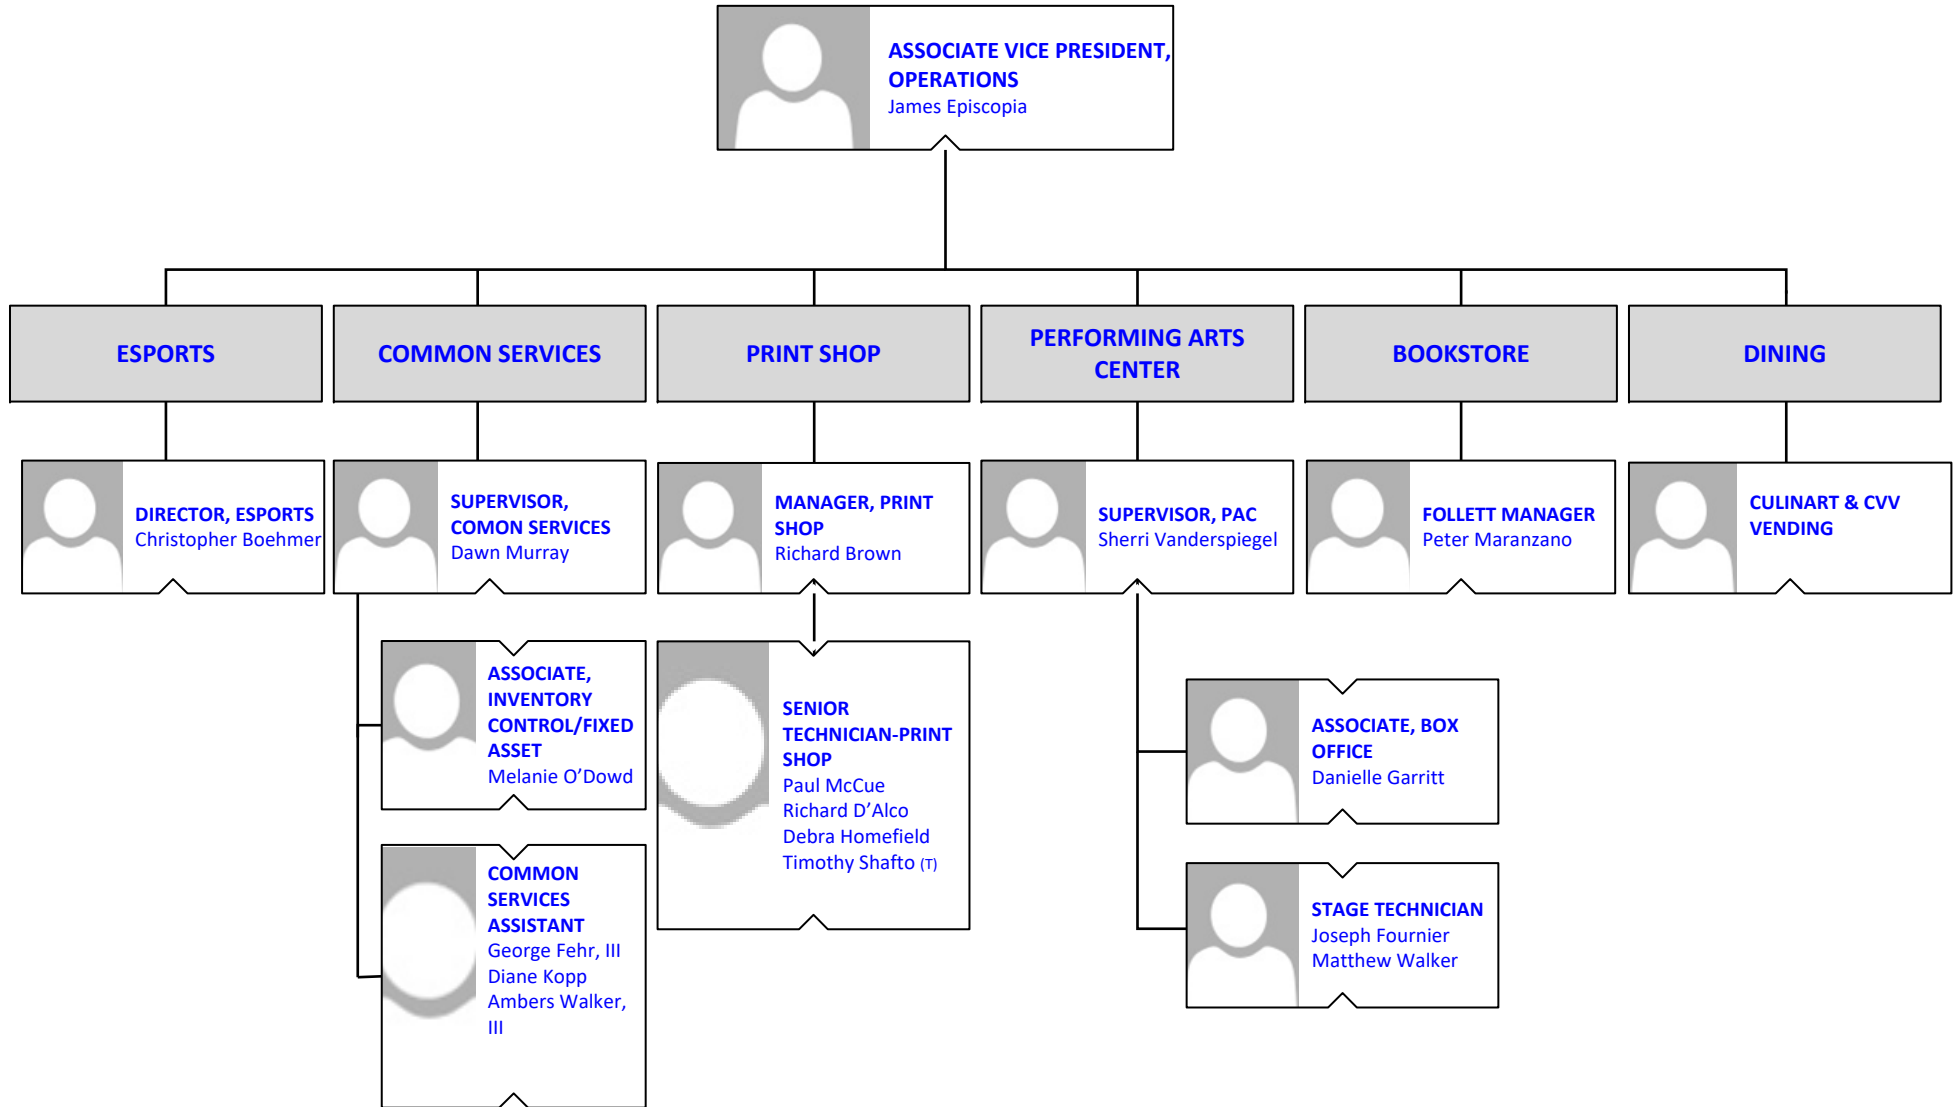 ASSOCIATE VICE PRESIDENT,
OPERATIONS
James Episcopia
ESPORTS
COMMON SERVICES
PRINT SHOP
PERFORMING ARTS
CENTER
BOOKSTORE
DINING
DIRECTOR, ESPORTS
Christopher Boehmer
SUPERVISOR,
COMON SERVICES
Dawn Murray
MANAGER, PRINT
SHOP
Richard Brown
SUPERVISOR, PAC
Sherri Vanderspiegel
FOLLETT MANAGER
Peter Maranzano
CULINART & CVV
VENDING
ASSOCIATE,
INVENTORY
CONTROL/FIXED
ASSET
Melanie O’Dowd
SENIOR
TECHNICIAN-PRINT
SHOP
Paul McCue
Richard D’Alco
Debra Homefield
Timothy Shafto (T)
ASSOCIATE, BOX
OFFICE
Danielle Garritt
COMMON
SERVICES
ASSISTANT
George Fehr, III
Diane Kopp
Ambers Walker,
III
STAGE TECHNICIAN
Joseph Fournier
Matthew Walker